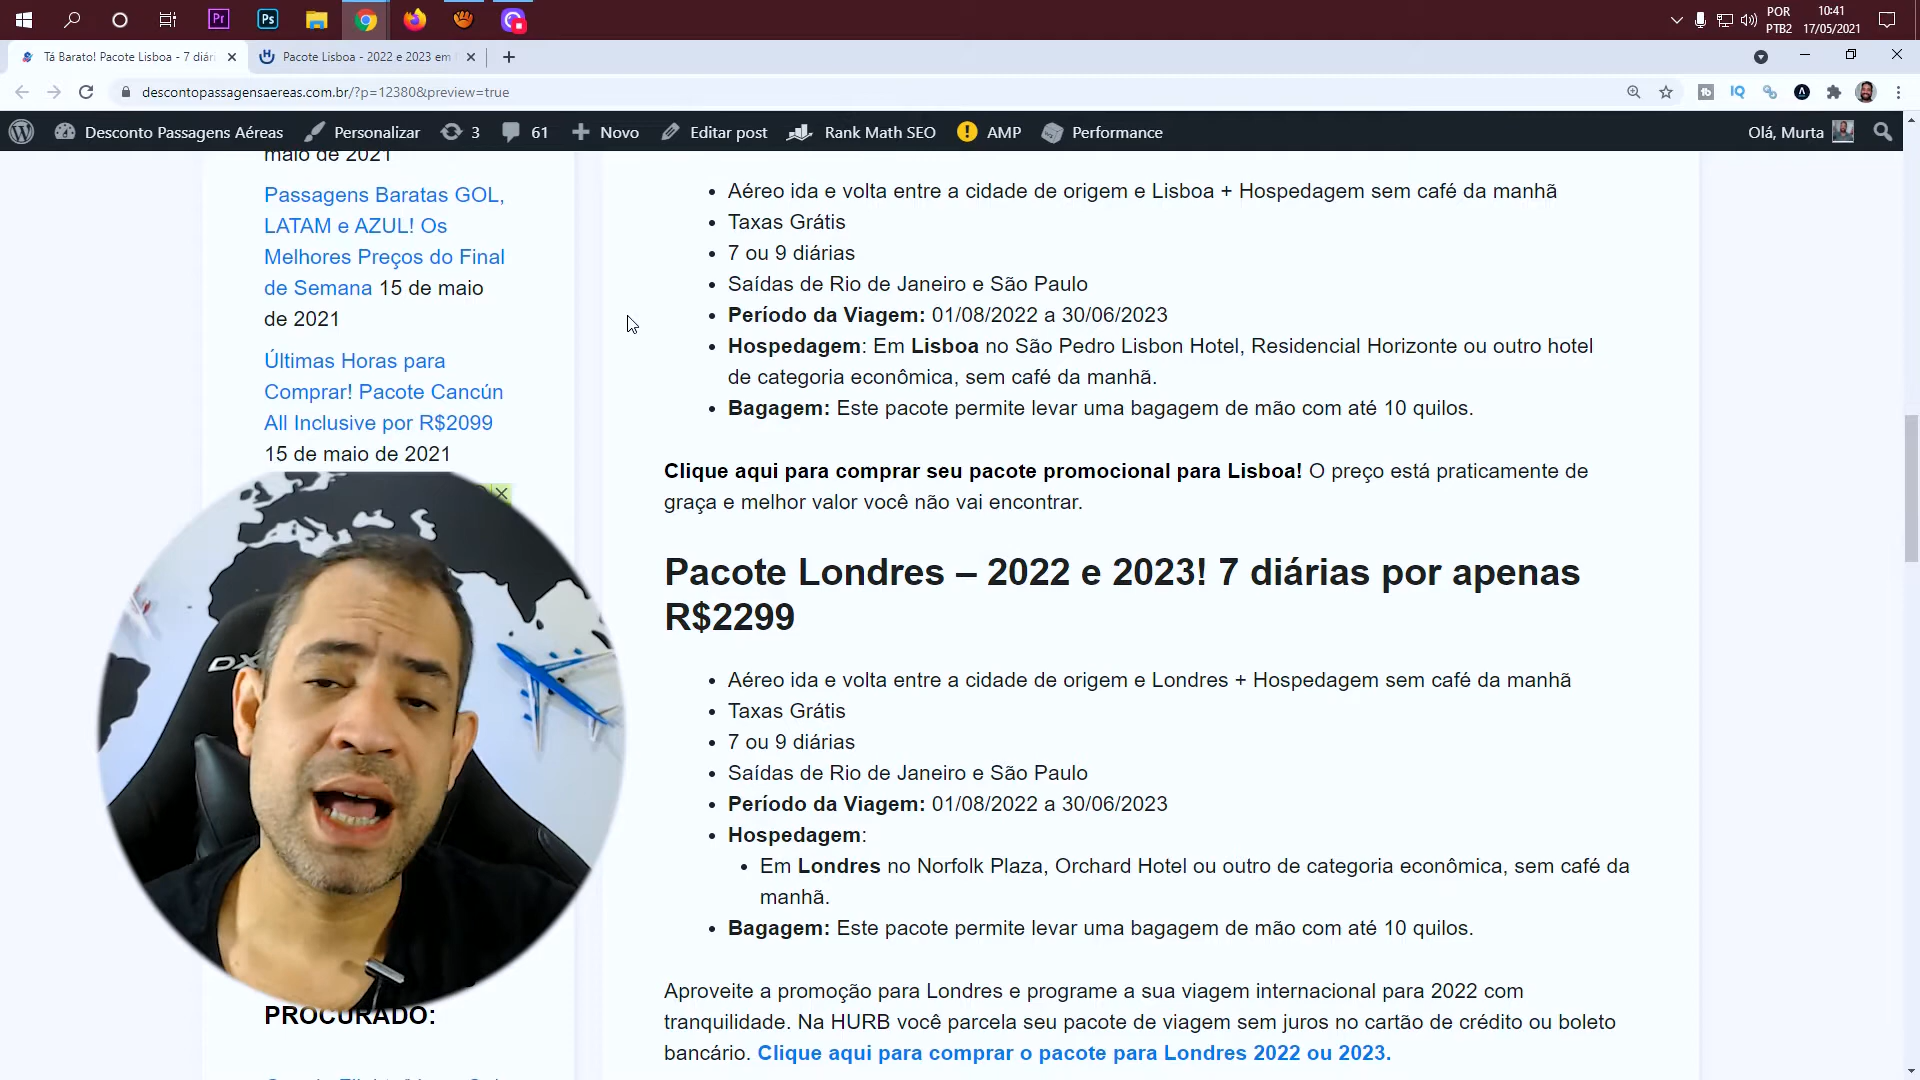 POR
PTB2
10:41
17/05/2021
Tá Barato! Pacote Lisboa - 7 diári
Pacote Lisboa - 2022 e 2023 em
descontopassagensaereas.com.br/?p=12380&preview=true
Desconto Passagens Aéreas
Personalizar
3
61
Novo
Editar post
Rank Math SEO
AMP
Performance
Olá, Murta
maio de 2021
Passagens Baratas GOL,
LATAM e AZUL! Os
Melhores Preços do Final
de Semana 15 de maio
de 2021
Últimas Horas para
Comprar! Pacote Cancún
All Inclusive por R$2099
15 de maio de 2021
DX
PROCURADO:
Aéreo ida e volta entre a cidade de origem e Lisboa + Hospedagem sem café da manhã
Taxas Grátis
7 ou 9 diárias
Saídas de Rio de Janeiro e São Paulo
Período da Viagem: 01/08/2022 a 30/06/2023
Hospedagem: Em Lisboa no São Pedro Lisbon Hotel, Residencial Horizonte ou outro hotel
de categoria econômica, sem café da manhã.
Bagagem: Este pacote permite levar uma bagagem de mão com até 10 quilos.
Clique aqui para comprar seu pacote promocional para Lisboa! O preço está praticamente de
graça e melhor valor você não vai encontrar.
Pacote Londres – 2022 e 2023! 7 diárias por apenas
R$2299
Aéreo ida e volta entre a cidade de origem e Londres + Hospedagem sem café da manhã
Taxas Grátis
7 ou 9 diárias
Saídas de Rio de Janeiro e São Paulo
Período da Viagem: 01/08/2022 a 30/06/2023
Hospedagem:
Em Londres no Norfolk Plaza, Orchard Hotel ou outro de categoria econômica, sem café da
manhã.
Bagagem: Este pacote permite levar uma bagagem de mão com até 10 quilos.
Aproveite a promoção para Londres e programe a sua viagem internacional para 2022 com
tranquilidade. Na HURB você parcela seu pacote de viagem sem juros no cartão de crédito ou boleto
bancário. Clique aqui para comprar o pacote para Londres 2022 ou 2023.